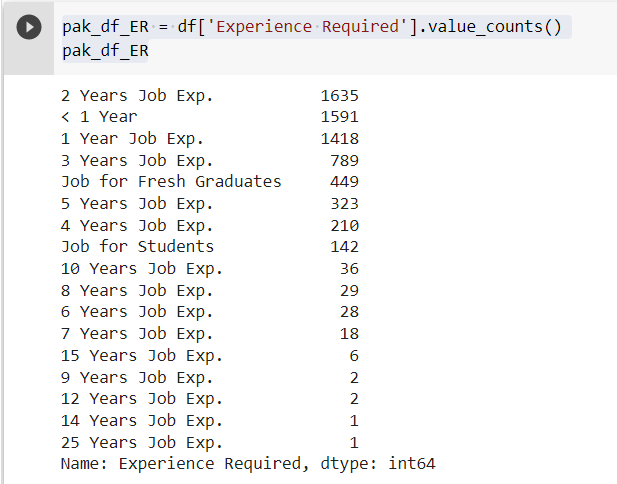 pak_df_ER = df['Experience Required'].value_counts()
pak_df_ER
2 Years Job Exp. 1635
< 1 Year 1591
1 Year Job Exp. 1418
3 Years Job Exp. 789
Job for Fresh Graduates 449
5 Years Job Exp. 323
4 Years Job Exp. 210
Job for Students 142
10 Years Job Exp. 36
8 Years Job Exp. 29
6 Years Job Exp. 28
7 Years Job Exp. 18
15 Years Job Exp. 6
9 Years Job Exp. 2
12 Years Job Exp. 2
14 Years Job Exp. 1
25 Years Job Exp. 1
Name: Experience Required, dtype: int64